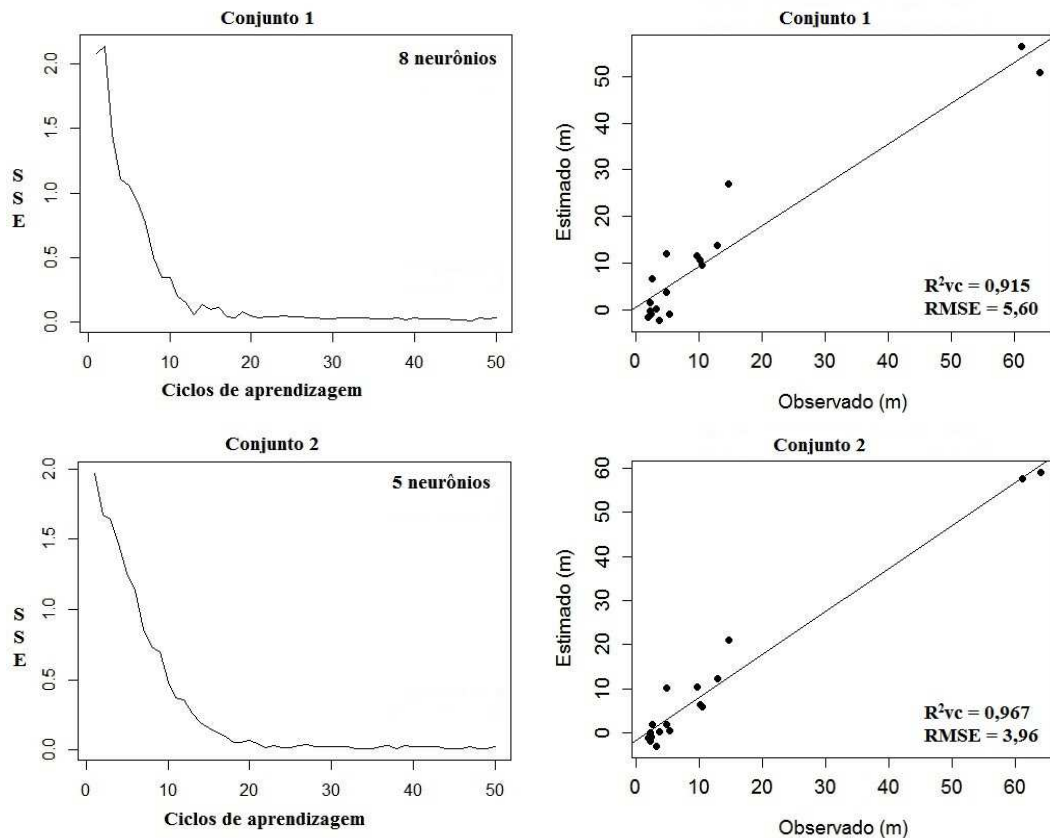 Conjunto 1
8 neurônios
2.0
1.5
1.0
0.5
0.0
S
S
E
0 10 20 30 40 50
Ciclos de aprendizagem
Conjunto 1
50
40
30
20
10
0
Estimado (m)
R²vc = 0,915
RMSE = 5,60
0 10 20 30 40 50 60
Observado (m)
Conjunto 2
5 neurônios
2.0
1.5
1.0
0.5
0.0
S
S
E
0 10 20 30 40 50
Ciclos de aprendizagem
Conjunto 2
60
50
40
30
20
10
0
Estimado (m)
R²vc = 0,967
RMSE = 3,96
0 10 20 30 40 50 60
Observado (m)